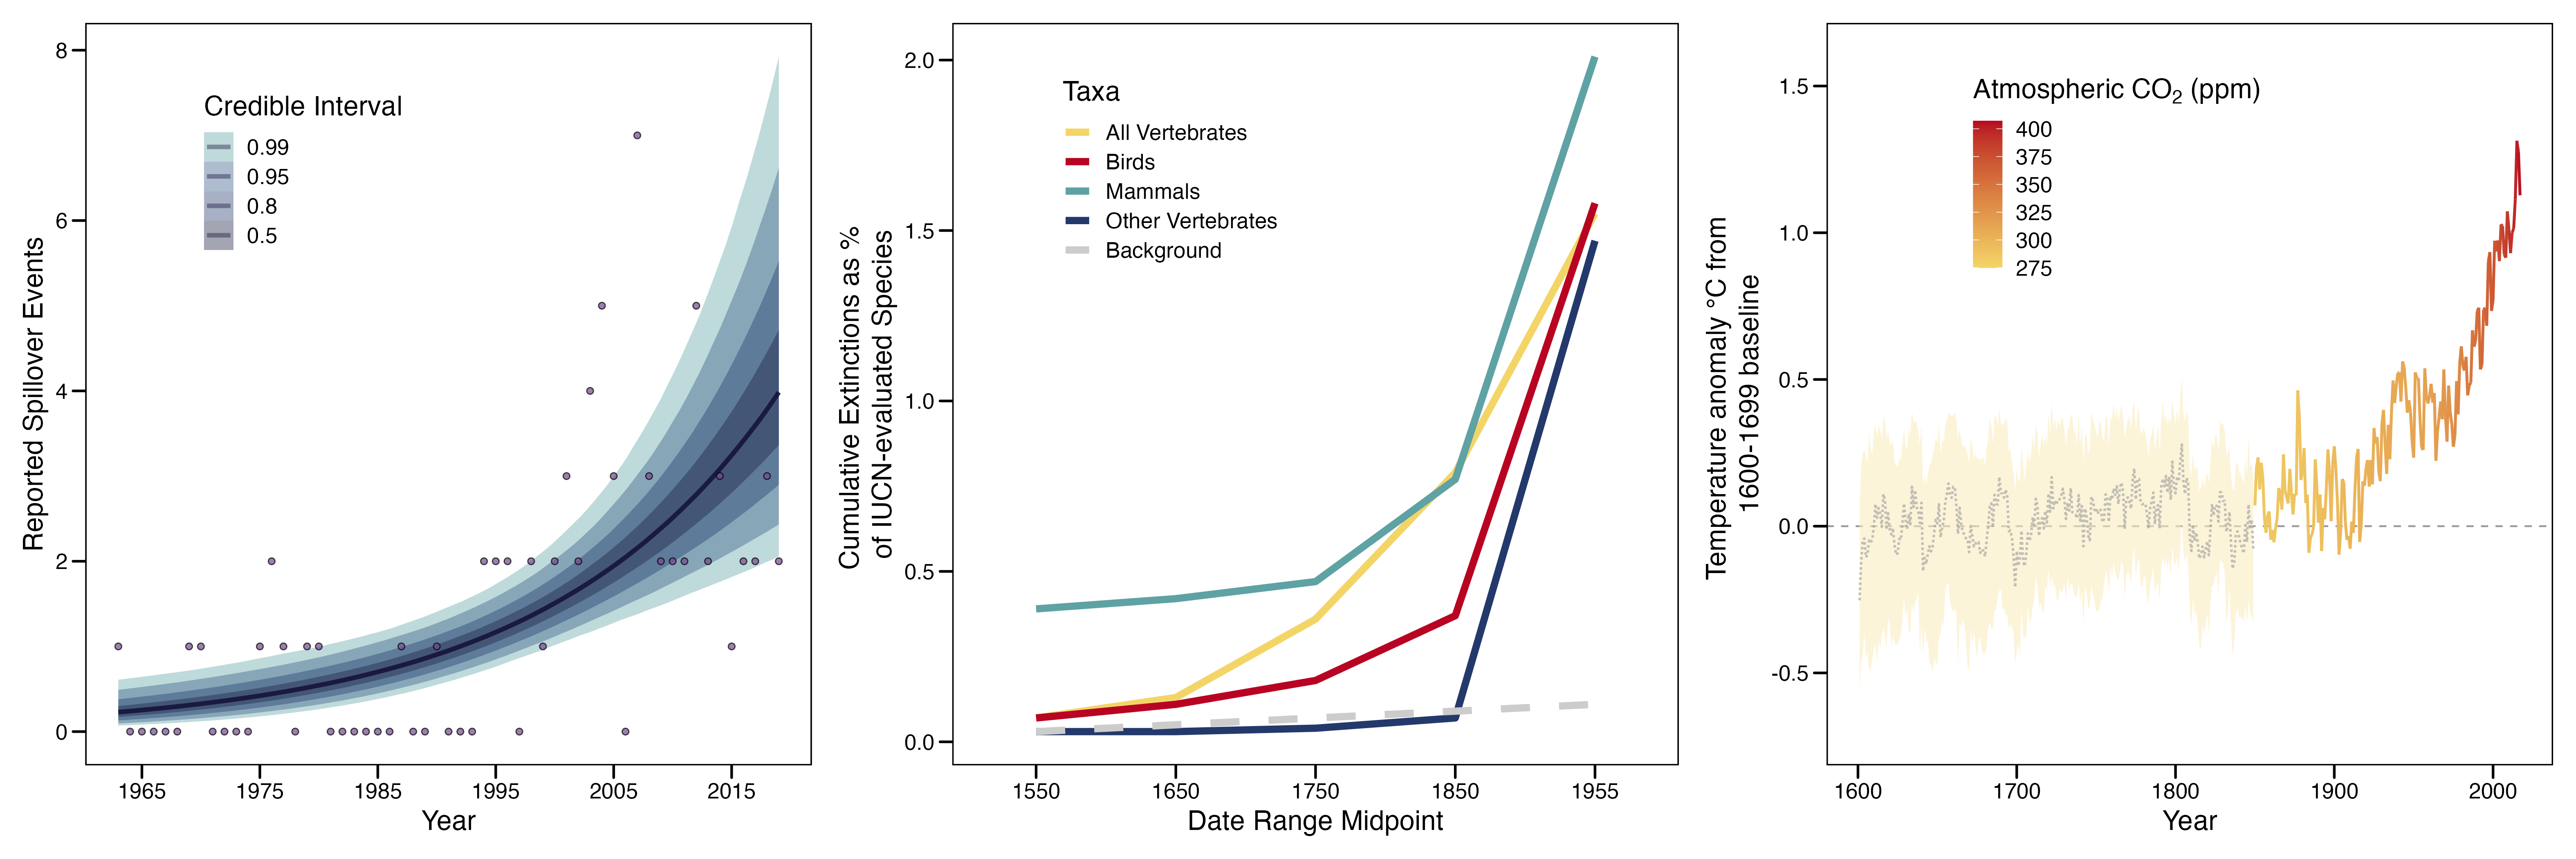 Reported Spillover Events
8
6
4
2
0
Credible Interval
0.99
0.95
0.8
0.5
1965 1975 1985 1995 2005 2015
Year
Cumulative Extinctions as %
of IUCN-evaluated Species
2.0
1.5
1.0
0.5
0.0
Taxa
All Vertebrates
Birds
Mammals
Other Vertebrates
Background
1550 1650 1750 1850 1955
Date Range Midpoint
Temperature anomaly °C from
1600-1699 baseline
1.5
1.0
0.5
0.0
-0.5
Atmospheric CO₂ (ppm)
400
375
350
325
300
275
1600 1700 1800 1900 2000
Year